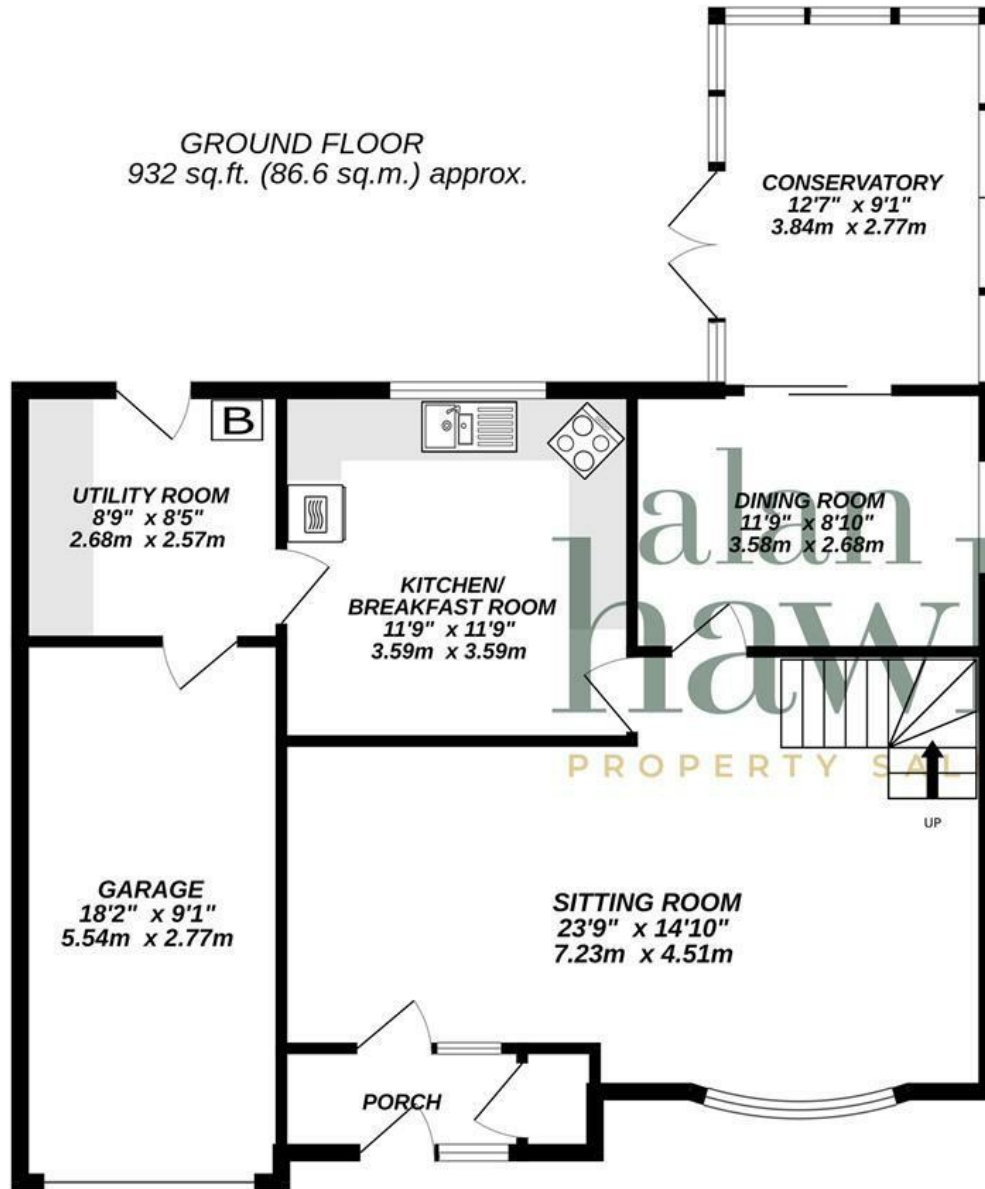 GROUND FLOOR
932 sq.ft. (86.6 sq.m.) approx.
CONSERVATORY
12'7" x 9'1"
3.84m x 2.77m
B
UTILITY ROOM
8'9" x 8'5"
2.68m x 2.57m
KITCHEN/
BREAKFAST ROOM
11'9" x 11'9"
3.59m x 3.59m
DINING ROOM
11'9" x 8'10"
3.58m x 2.68m
alan
PROPERTY
UP
GARAGE
18'2" x 9'1"
5.54m x 2.77m
SITTING ROOM
23'9" x 14'10"
7.23m x 4.51m
PORCH